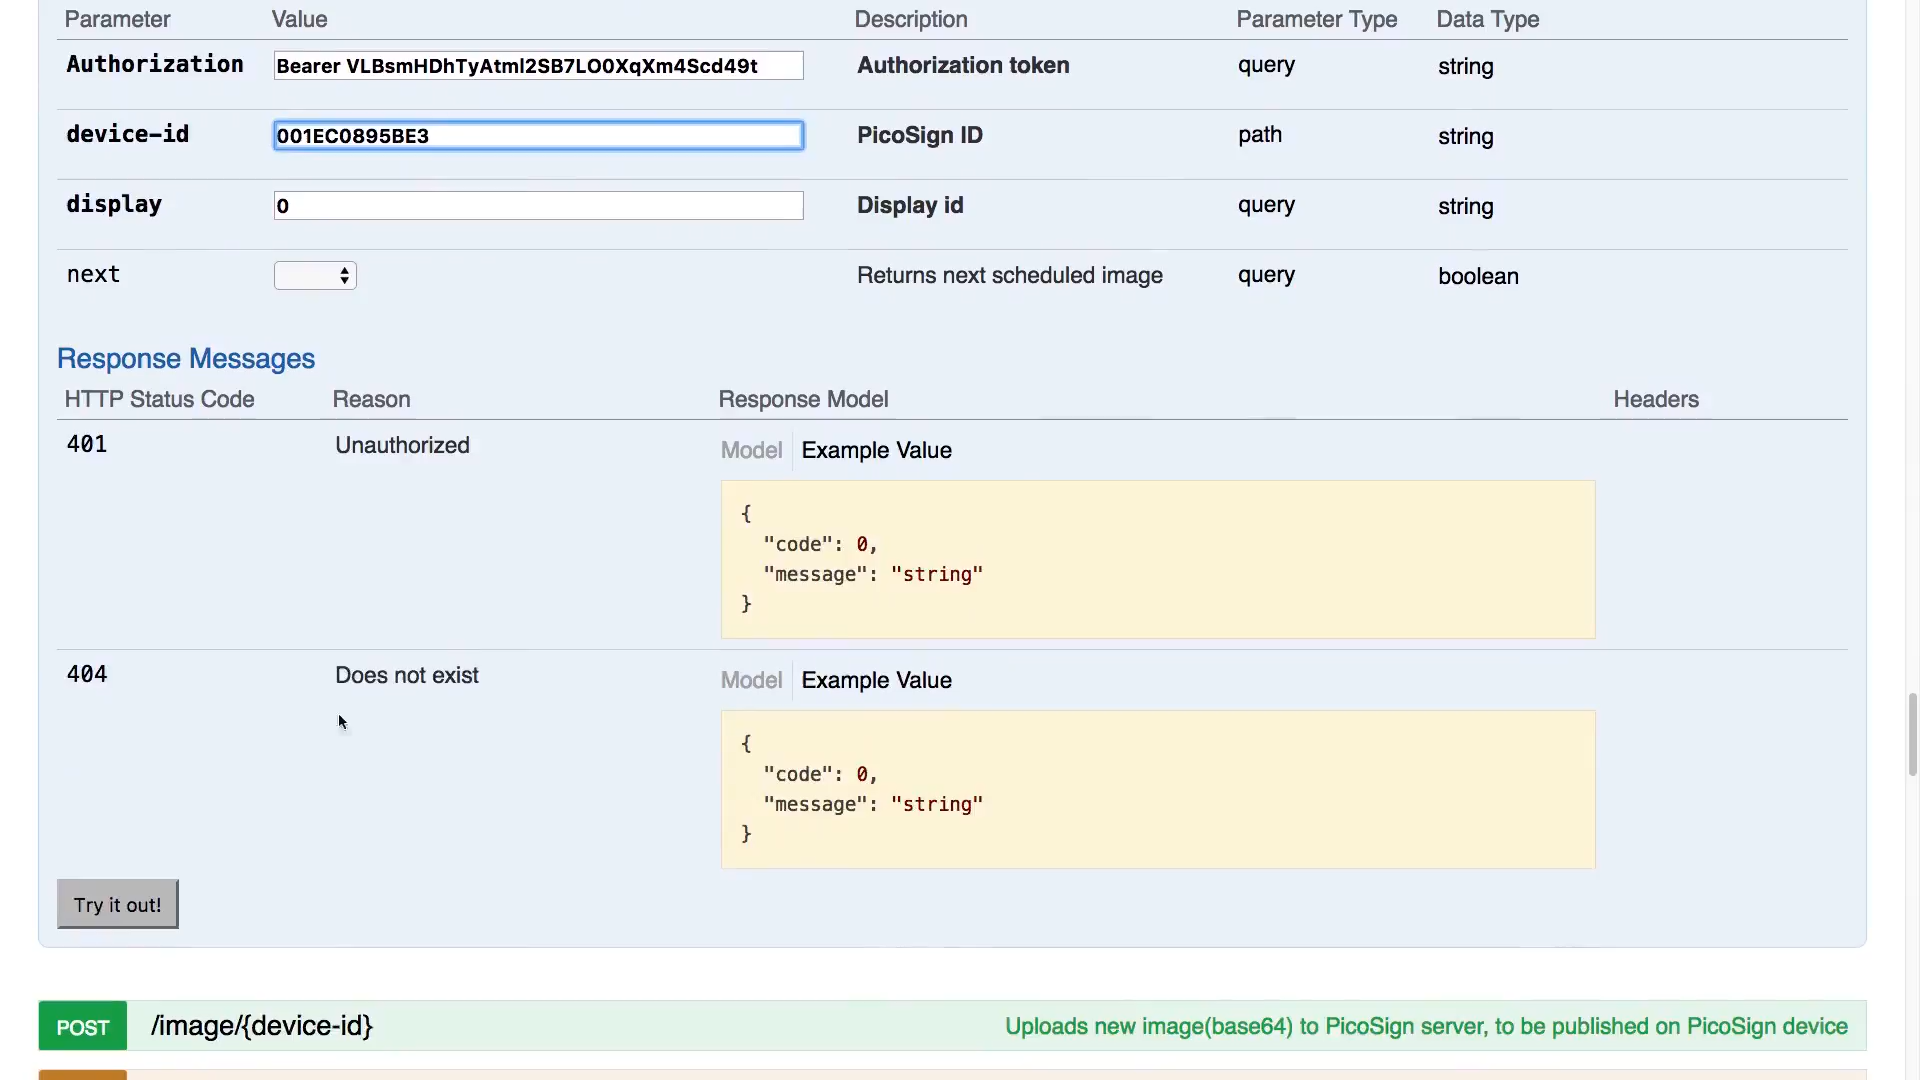 Parameter Value Description Parameter Type Data Type
Authorization Bearer VLBsmHDhTyAtml2SB7LO0XqXm4Scd49t Authorization token query string
device-id 001EC0895BE3 PicoSign ID path string
display 0 Display id query string
next Returns next scheduled image query boolean
Response Messages
HTTP Status Code Reason Response Model Headers
401 Unauthorized Model Example Value
{
"code": 0,
"message": "string"
}
404 Does not exist Model Example Value
{
"code": 0,
"message": "string"
}
Try it out!
POST /image/{device-id} Uploads new image(base64) to PicoSign server, to be published on PicoSign device